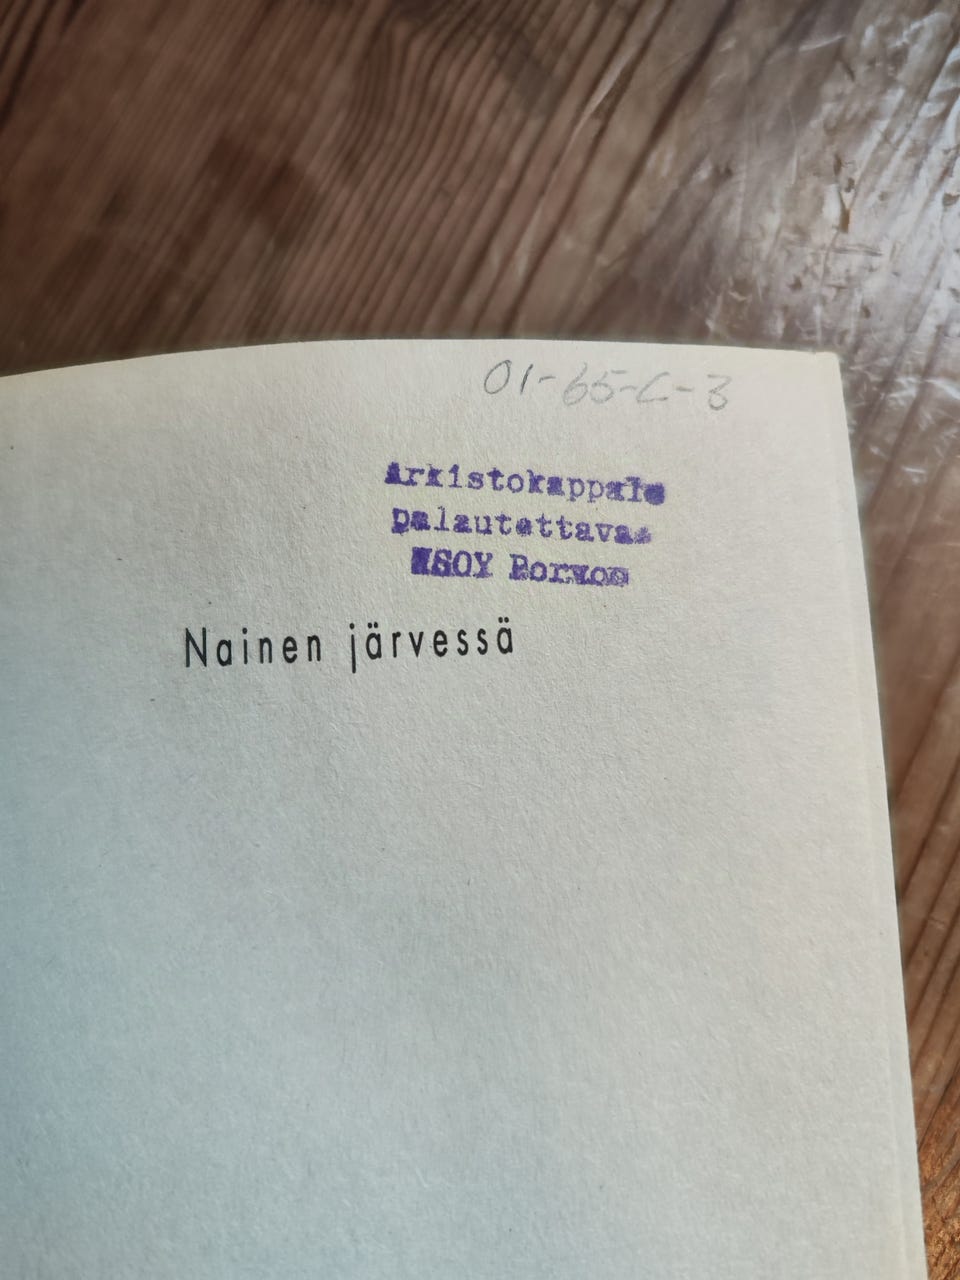 01-65-C-3
Arkistokappale
palautettava
WSOY Porvoo
Nainen järvessä